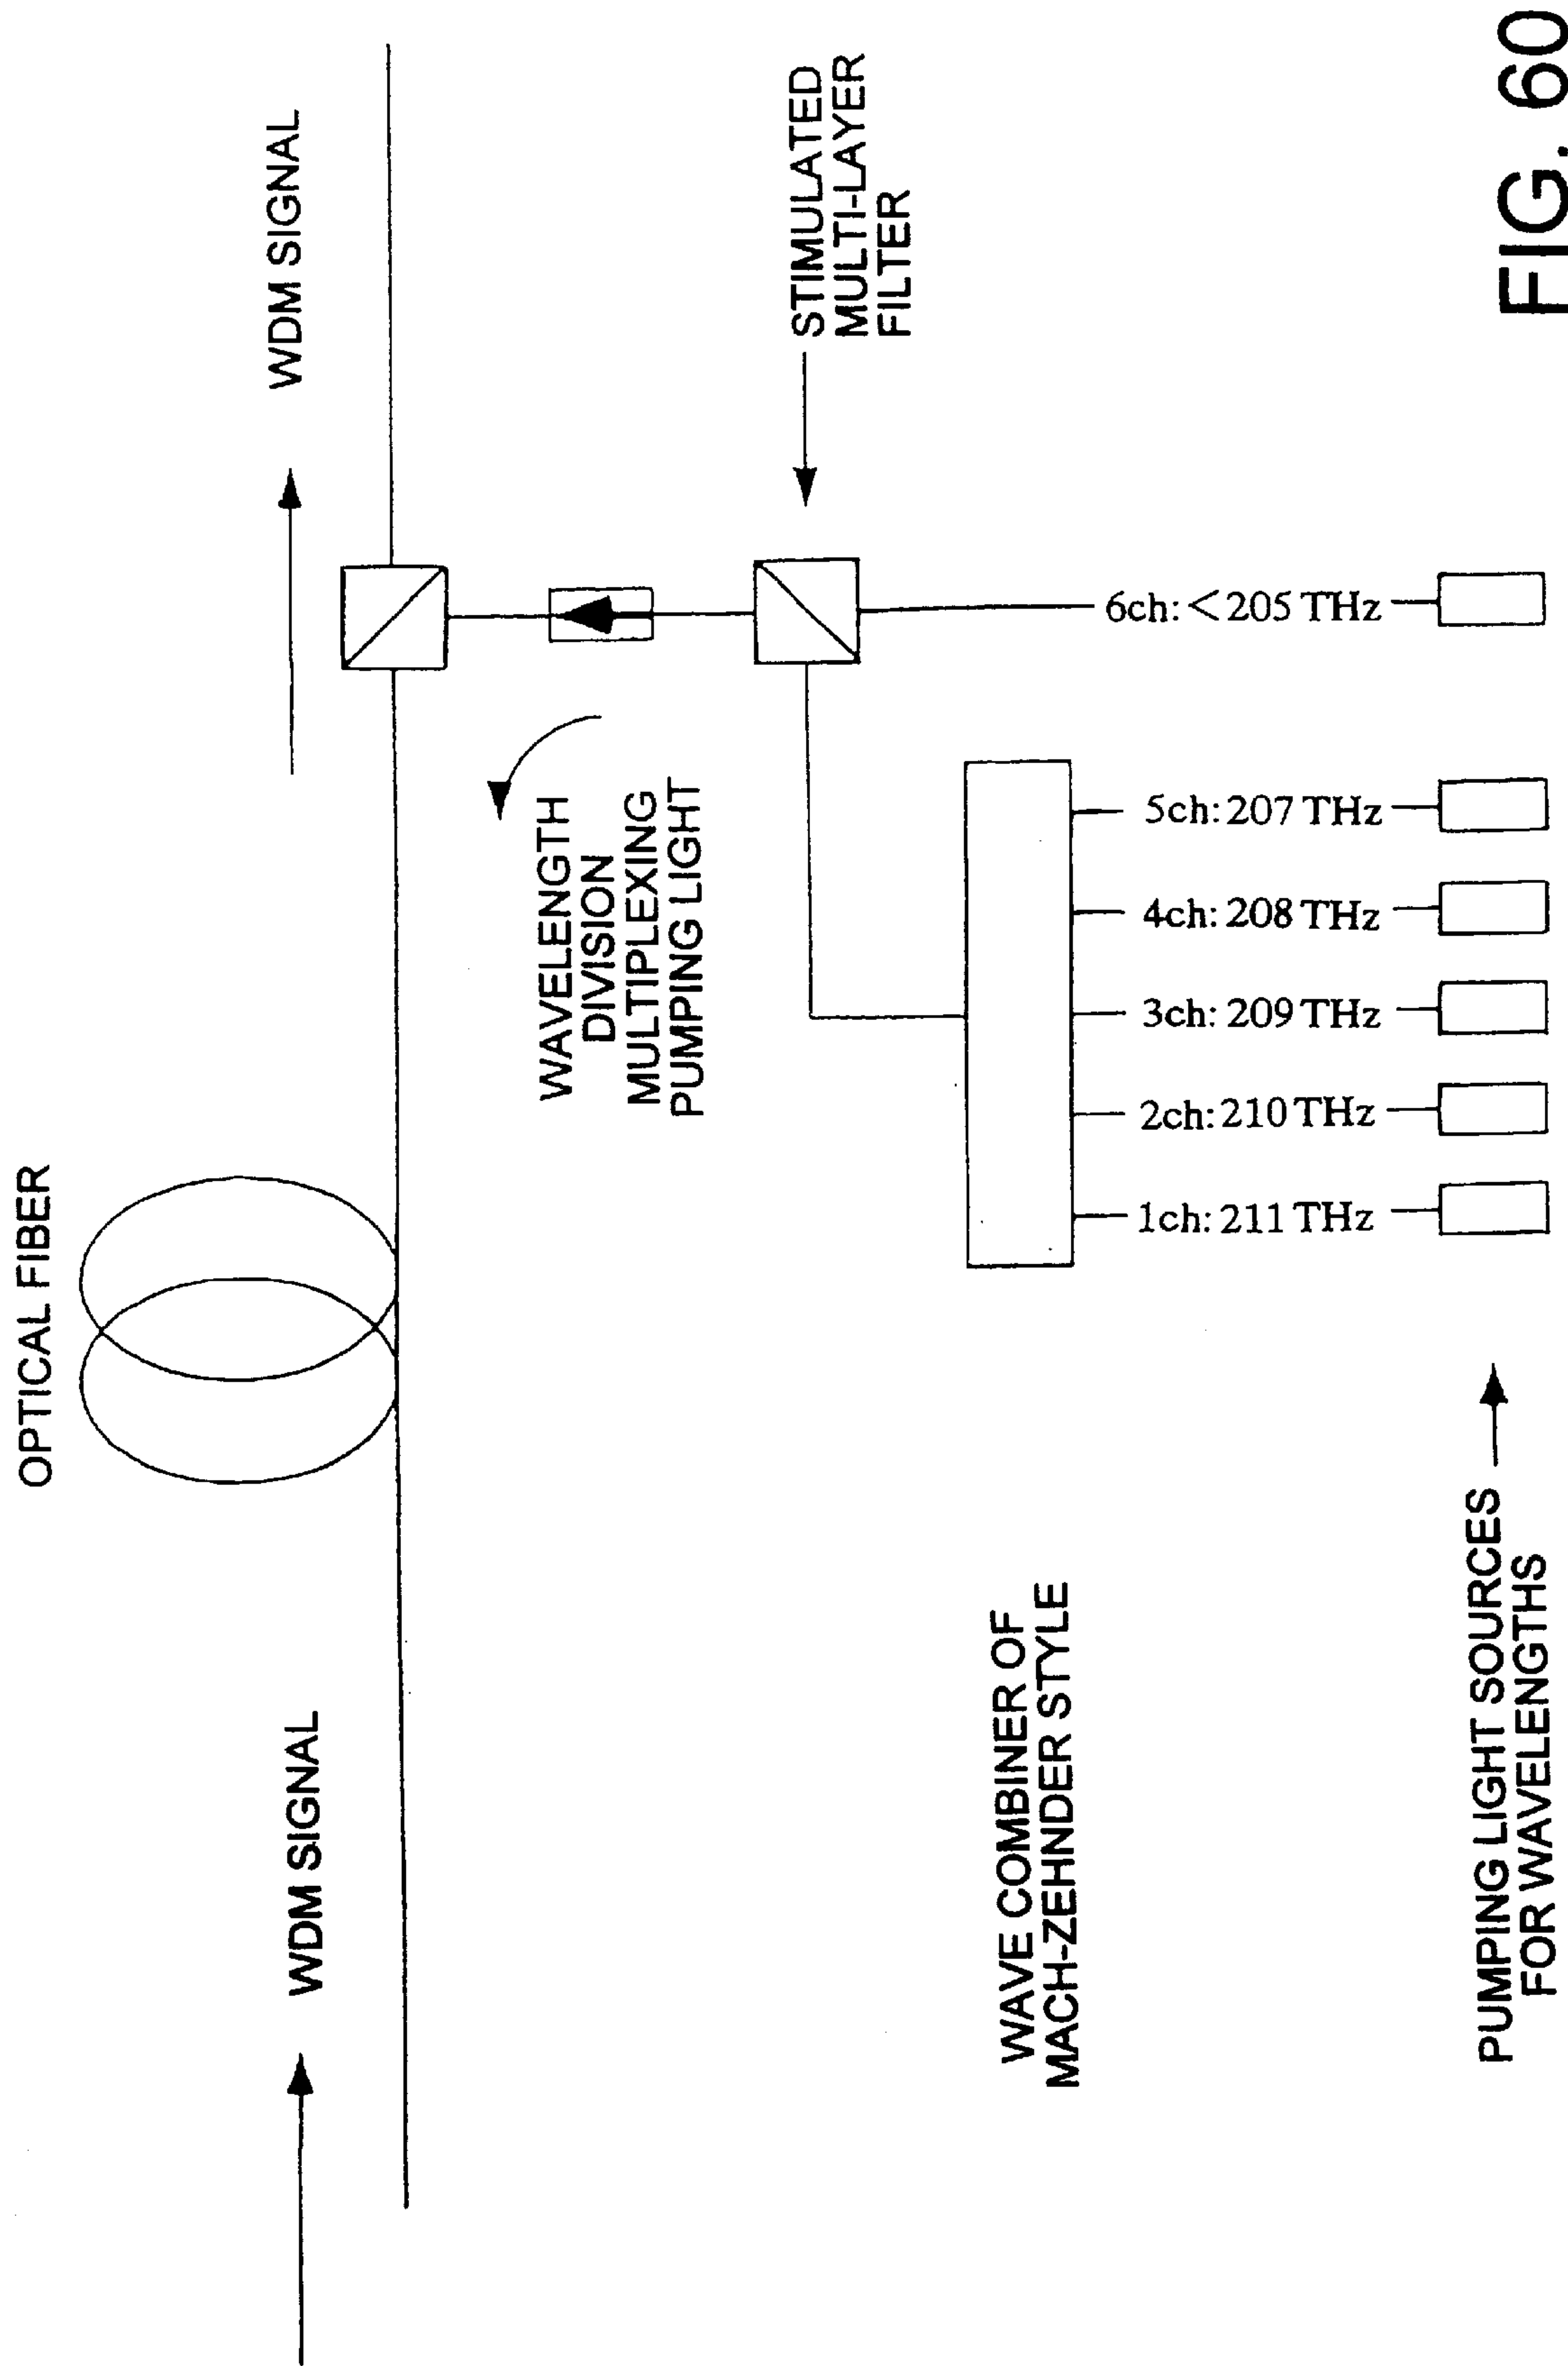 OPTICAL FIBER
WDM SIGNAL
WDM SIGNAL
WAVELENGTH
DIVISION
MULTIPLEXING
PUMPING LIGHT
STIMULATED
MULTI-LAYER
FILTER
WAVE COMBINER OF
MACH-ZEHNDER STYLE
1ch: 211 THz
2ch: 210 THz
3ch: 209 THz
4ch: 208 THz
5ch: 207 THz
6ch: <205 THz
PUMPING LIGHT SOURCES
FOR WAVELENGTHS
FIG. 60